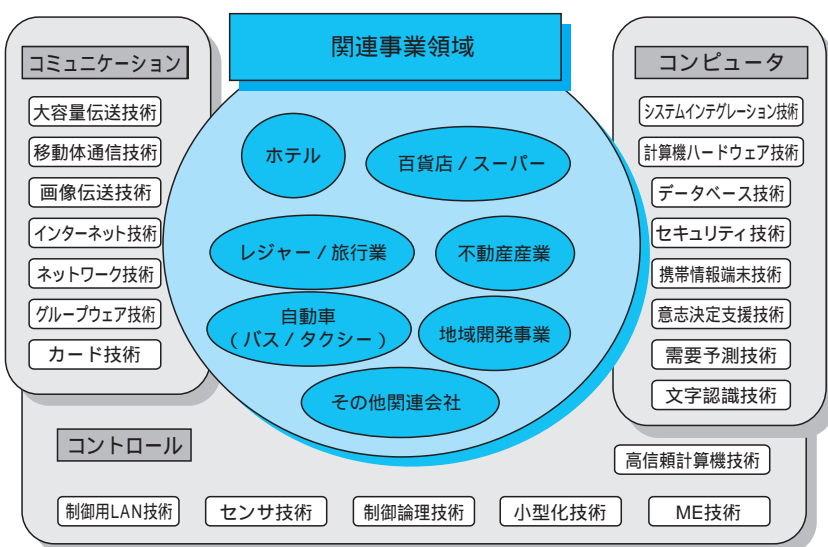 関連事業領域
コミュニケーション
大容量伝送技術
移動体通信技術
画像伝送技術
インターネット技術
ネットワーク技術
グループウェア技術
カード技術
ホテル
百貨店 / スーパー
レジャー / 旅行業
不動産産業
自動車
(バス / タクシー)
地域開発事業
その他関連会社
コンピュータ
システムインテグレーション技術
計算機ハードウェア技術
データベース技術
セキュリティ技術
携帯情報端末技術
意志決定支援技術
需要予測技術
文字認識技術
コントロール
高信頼計算機技術
制御用LAN技術
センサ技術
制御論理技術
小型化技術
ME技術